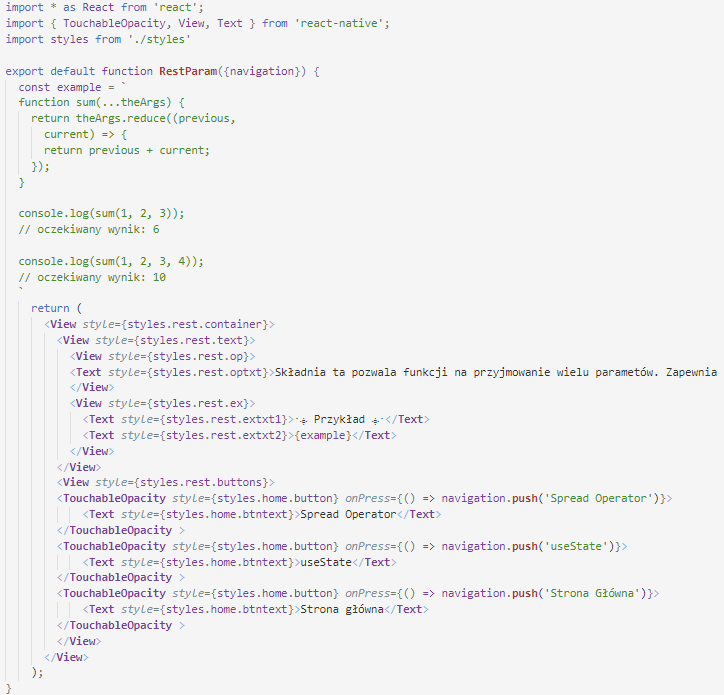 import * as React from 'react';
import { TouchableOpacity, View, Text } from 'react-native';
import styles from './styles'

export default function RestParam({navigation}) {
  const example = `
  function sum(...theArgs) {
    return theArgs.reduce((previous,
      current) => {
      return previous + current;
    });
  }

  console.log(sum(1, 2, 3));
  // oczekiwany wynik: 6

  console.log(sum(1, 2, 3, 4));
  // oczekiwany wynik: 10
  `
    return (
      <View style={styles.rest.container}>
        <View style={styles.rest.text}>
          <View style={styles.rest.op}>
          <Text style={styles.rest.optxt}>Składnia ta pozwala funkcji na przyjmowanie wielu parametów. Zapewnia
          </View>
          <View style={styles.rest.ex}>
            <Text style={styles.rest.extxt1}> Przykład </Text>
            <Text style={styles.rest.extxt2}>{example}</Text>
          </View>
        </View>
        <View style={styles.rest.buttons}>
        <TouchableOpacity style={styles.home.button} onPress={() => navigation.push('Spread Operator')}>
            <Text style={styles.home.btntext}>Spread Operator</Text>
        </TouchableOpacity >
        <TouchableOpacity style={styles.home.button} onPress={() => navigation.push('useState')}>
            <Text style={styles.home.btntext}>useState</Text>
        </TouchableOpacity >
        <TouchableOpacity style={styles.home.button} onPress={() => navigation.push('Strona Główna')}>
            <Text style={styles.home.btntext}>Strona główna</Text>
        </TouchableOpacity >
        </View>
      </View>
    );
}